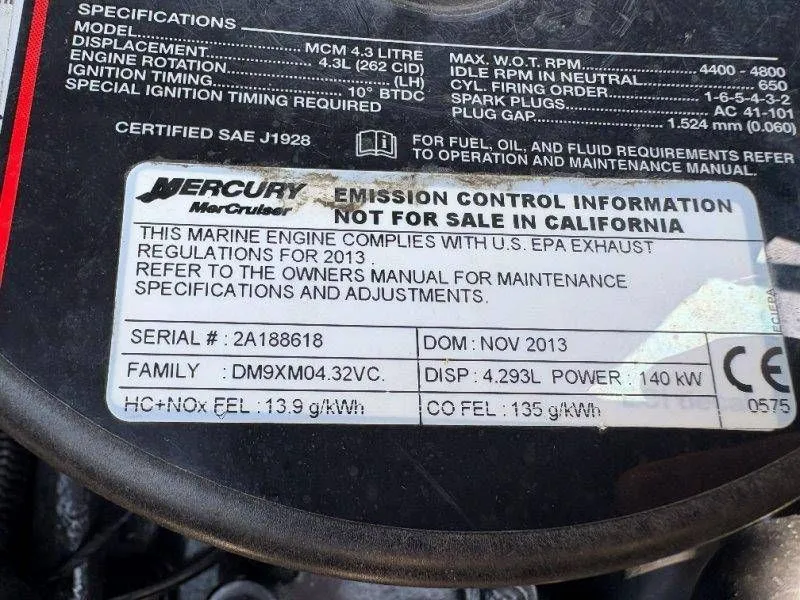 SPECIFICATIONS
MODEL MCM 4.3 LITRE
DISPLACEMENT 4.3L (262 CID)
ENGINE ROTATION (LH)
IGNITION TIMING 10° BTDC
SPECIAL IGNITION TIMING REQUIRED
MAX. W.O.T. RPM 4400 - 4800
IDLE RPM IN NEUTRAL 650
CYL. FIRING ORDER 1-6-5-4-3-2
SPARK PLUGS AC 41-101
PLUG GAP 1.524 mm (0.060)
CERTIFIED SAE J1928
FOR FUEL, OIL, AND FLUID REQUIREMENTS REFER
TO OPERATION AND MAINTENANCE MANUAL.
MERCURY
MerCruiser
EMISSION CONTROL INFORMATION
NOT FOR SALE IN CALIFORNIA
THIS MARINE ENGINE COMPLIES WITH U.S. EPA EXHAUST
REGULATIONS FOR 2013.
REFER TO THE OWNERS MANUAL FOR MAINTENANCE
SPECIFICATIONS AND ADJUSTMENTS.
SERIAL # : 2A188618
DOM : NOV 2013
FAMILY : DM9XM04.32VC.
DISP : 4.293L POWER : 140 kW
HC+NOx FEL : 13.9 g/kWh
CO FEL : 135 g/kWh
CE
0575